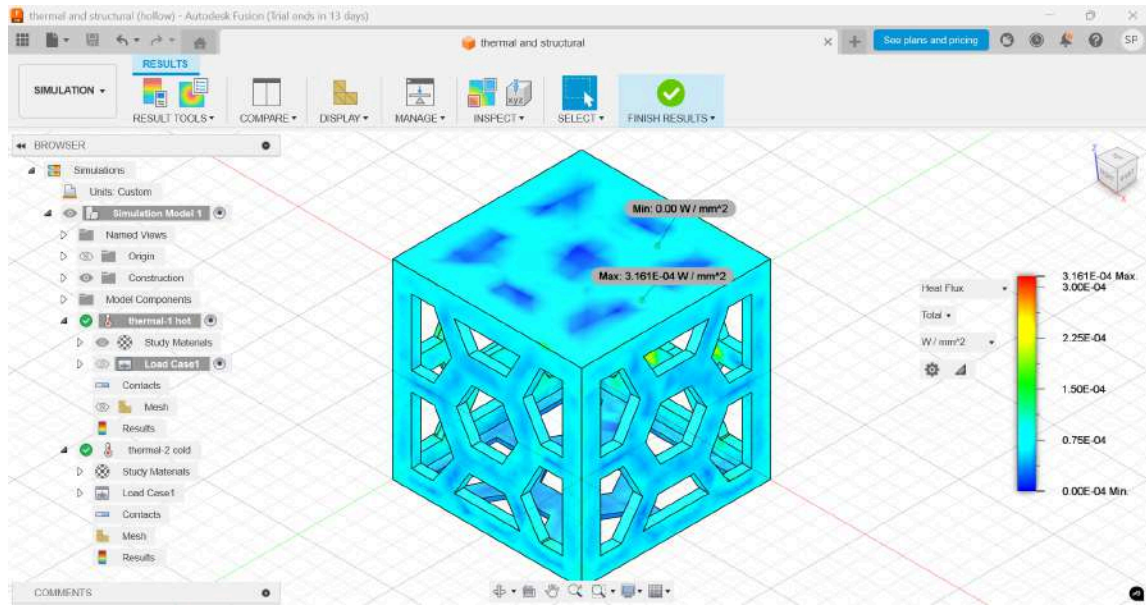 thermal and structural (hollow) - Autodesk Fusion (Trial ends in 13 days)
thermal and structural
See plans and pricing
SP
RESULTS
SIMULATION
RESULT TOOLS
COMPARE
DISPLAY
MANAGE
INSPECT
SELECT
FINISH RESULTS
BROWSER
Simulations
Units: Custom
Simulation Model 1
Named Views
Origin
Construction
Model Components
thermal-1 hot
Study Materials
Load Case1
Contacts
Mesh
Results
thermal-2 cold
Study Materials
Load Case1
Contacts
Mesh
Results
COMMENTS
Min: 0.00 W / mm^2
Max: 3.161E-04 W / mm^2
Heat Flux
Total
W / mm^2
3.161E-04 Max.
3.00E-04
2.25E-04
1.50E-04
0.75E-04
0.00E-04 Min.
Z
X